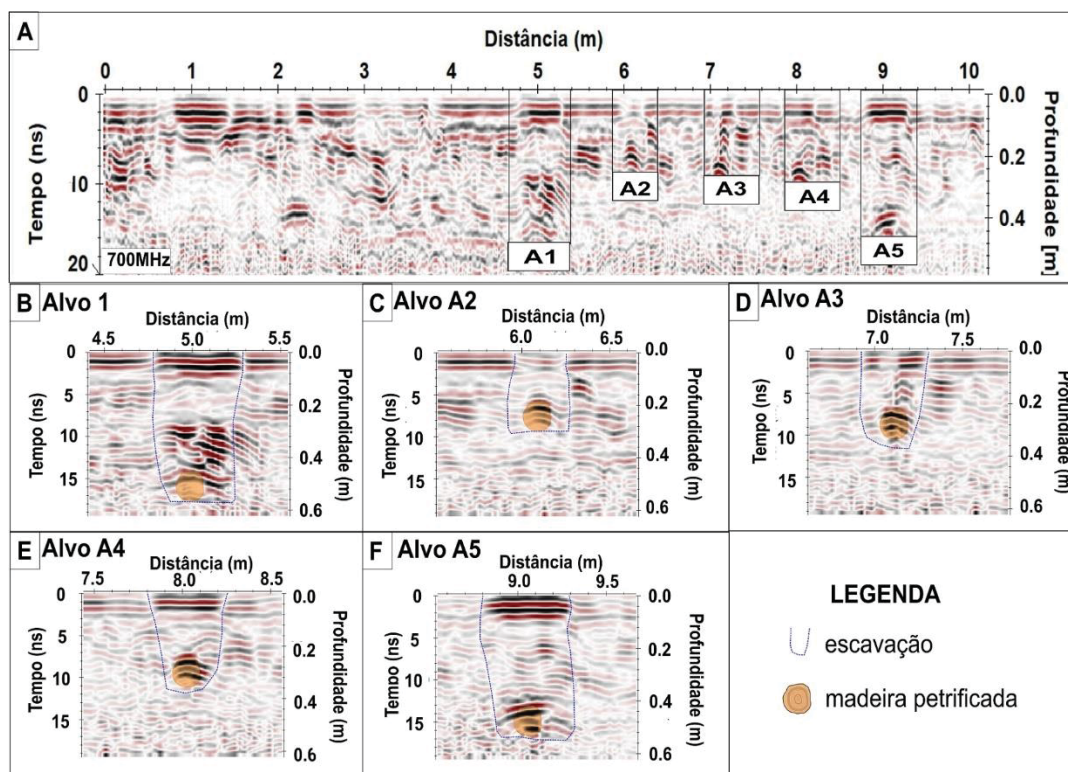 A
Distância (m)
0 1 2 3 4 5 6 7 8 9 10
Tempo (ns)
0
10
20
Profundidade [m]
0.0
0.2
0.4
700MHz
A1
A2
A3
A4
A5
B Alvo 1
Distância (m)
4.5 5.0 5.5
Tempo (ns)
0
5
10
15
Profundidade (m)
0.0
0.2
0.4
0.6
C Alvo A2
Distância (m)
6.0 6.5
Tempo (ns)
0
5
10
15
Profundidade (m)
0.0
0.2
0.4
0.6
D Alvo A3
Distância (m)
7.0 7.5
Tempo (ns)
0
5
10
15
Profundidade (m)
0.0
0.2
0.4
0.6
E Alvo A4
Distância (m)
7.5 8.0 8.5
Tempo (ns)
0
5
10
15
Profundidade (m)
0.0
0.2
0.4
0.6
F Alvo A5
Distância (m)
9.0 9.5
Tempo (ns)
0
5
10
15
Profundidade (m)
0.0
0.2
0.4
0.6
LEGENDA
escavação
madeira petrificada